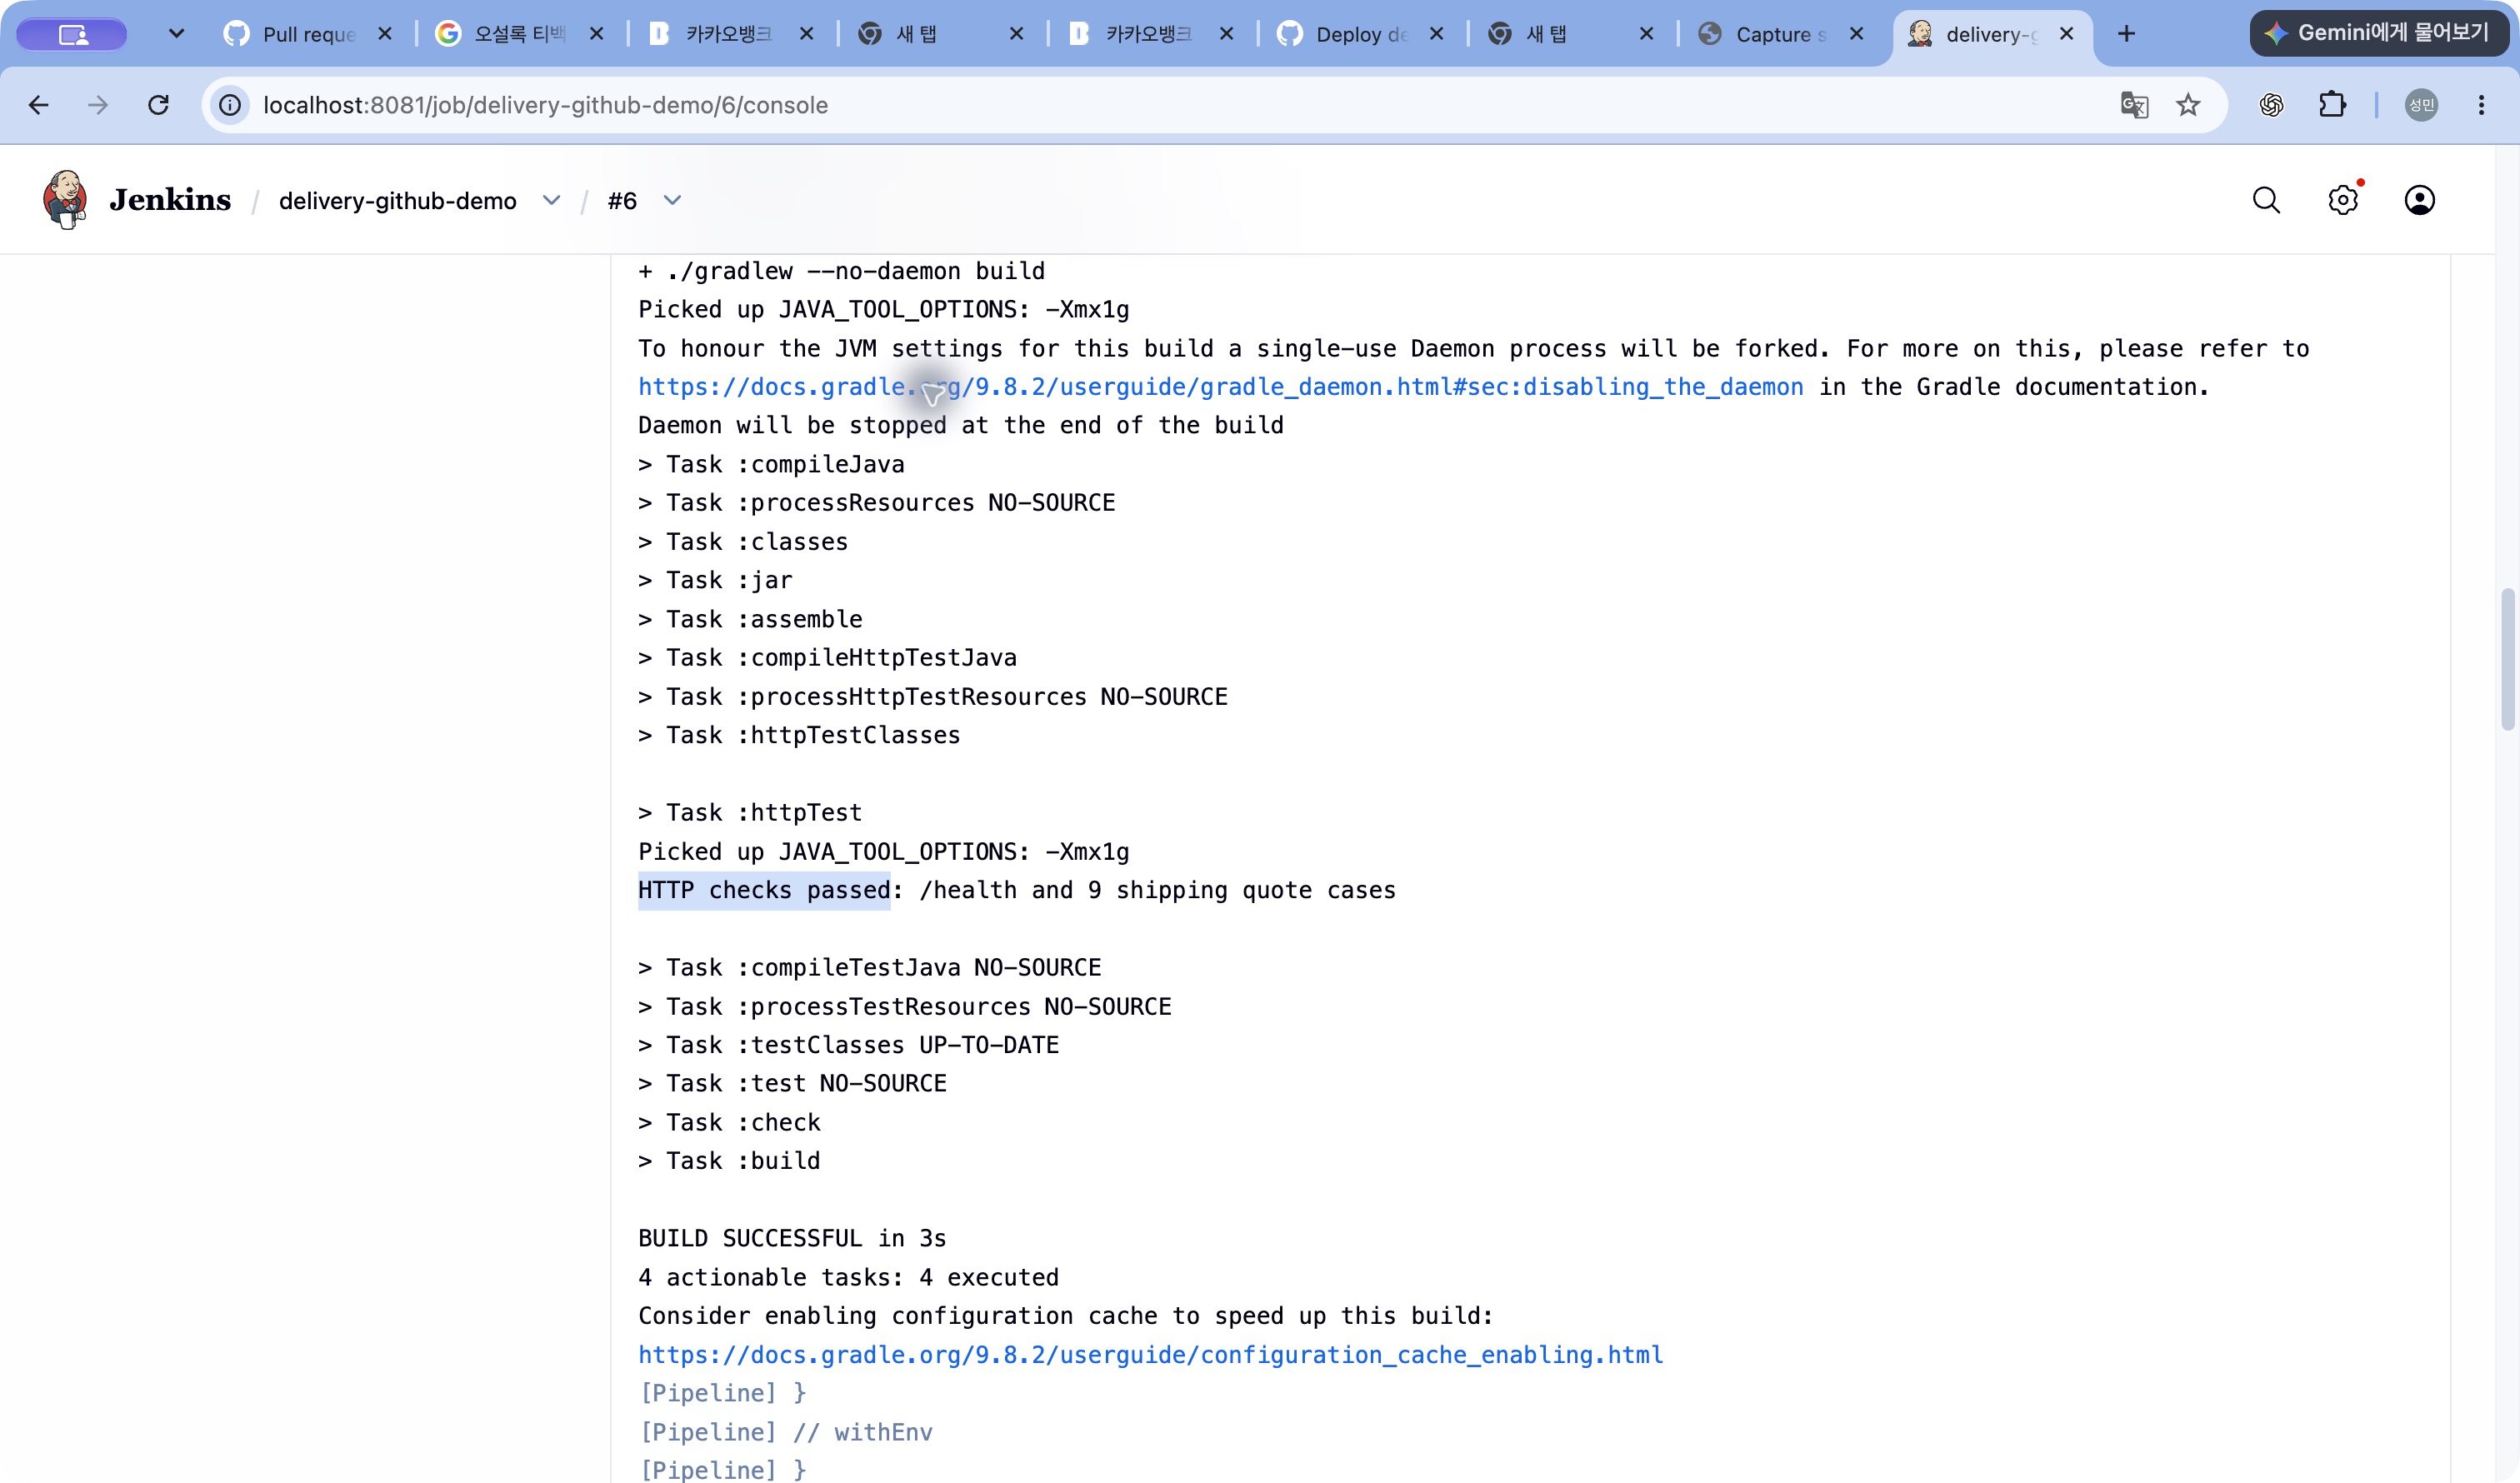 Pull reque
오설록 티백
카카오뱅크
새 탭
카카오뱅크
Deploy de
새 탭
Capture s
delivery-g
Gemini에게 물어보기
localhost:8081/job/delivery-github-demo/6/console
성민
Jenkins / delivery-github-demo / #6
+ ./gradlew --no-daemon build
Picked up JAVA_TOOL_OPTIONS: -Xmx1g
To honour the JVM settings for this build a single-use Daemon process will be forked. For more on this, please refer to
https://docs.gradle.org/9.8.2/userguide/gradle_daemon.html#sec:disabling_the_daemon in the Gradle documentation.
Daemon will be stopped at the end of the build
> Task :compileJava
> Task :processResources NO-SOURCE
> Task :classes
> Task :jar
> Task :assemble
> Task :compileHttpTestJava
> Task :processHttpTestResources NO-SOURCE
> Task :httpTestClasses
> Task :httpTest
Picked up JAVA_TOOL_OPTIONS: -Xmx1g
HTTP checks passed: /health and 9 shipping quote cases
> Task :compileTestJava NO-SOURCE
> Task :processTestResources NO-SOURCE
> Task :testClasses UP-TO-DATE
> Task :test NO-SOURCE
> Task :check
> Task :build
BUILD SUCCESSFUL in 3s
4 actionable tasks: 4 executed
Consider enabling configuration cache to speed up this build:
https://docs.gradle.org/9.8.2/userguide/configuration_cache_enabling.html
[Pipeline] }
[Pipeline] // withEnv
[Pipeline] }